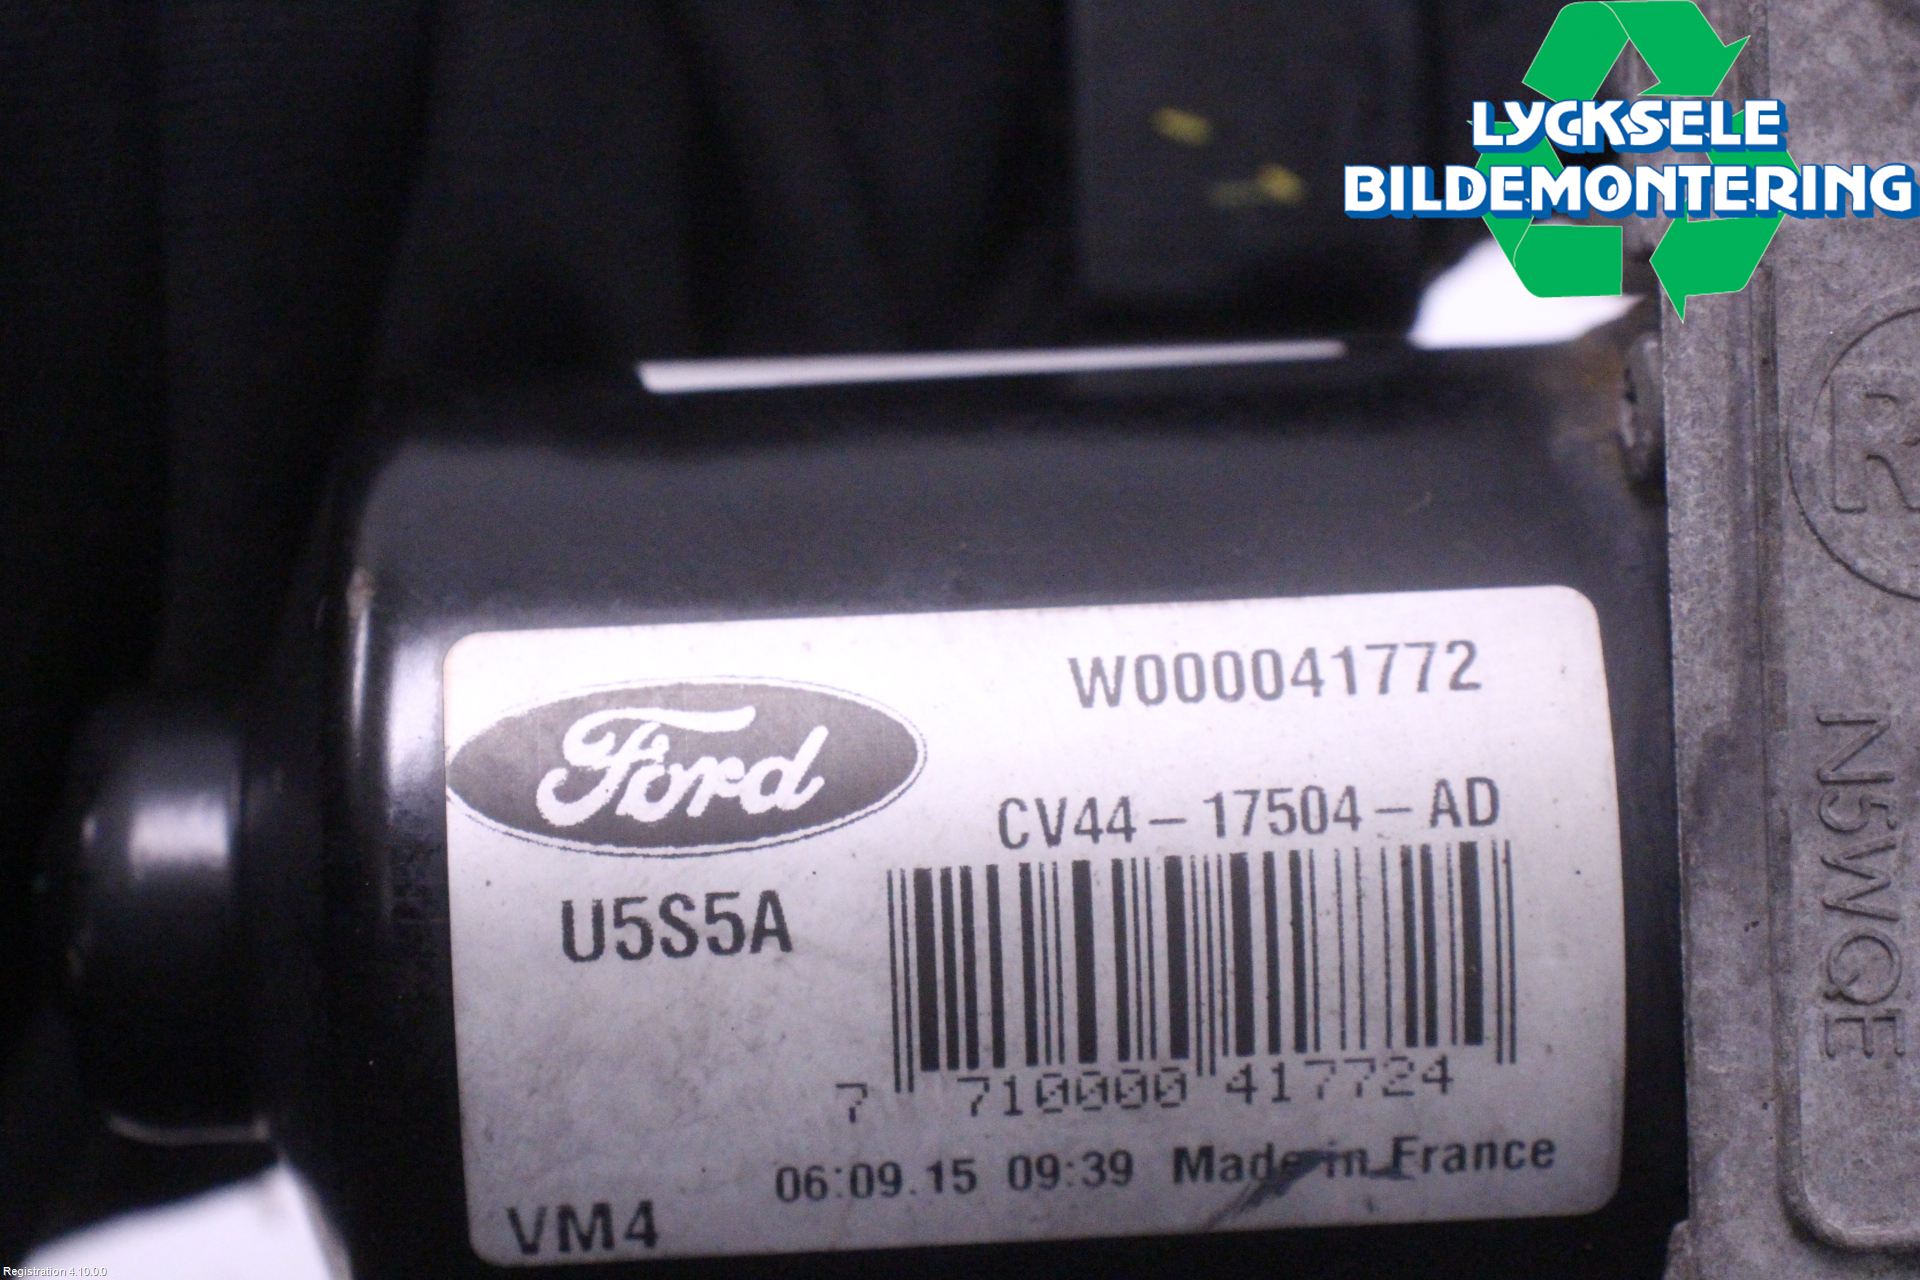 LYCKSELE
BILDEMONTERING
R
N5WQE
Ford
W000041772
CV44-17504-AD
U5S5A
7 710000 417724
06:09.15 09:39 Made in France
VM4
Registration 4.10.0.0